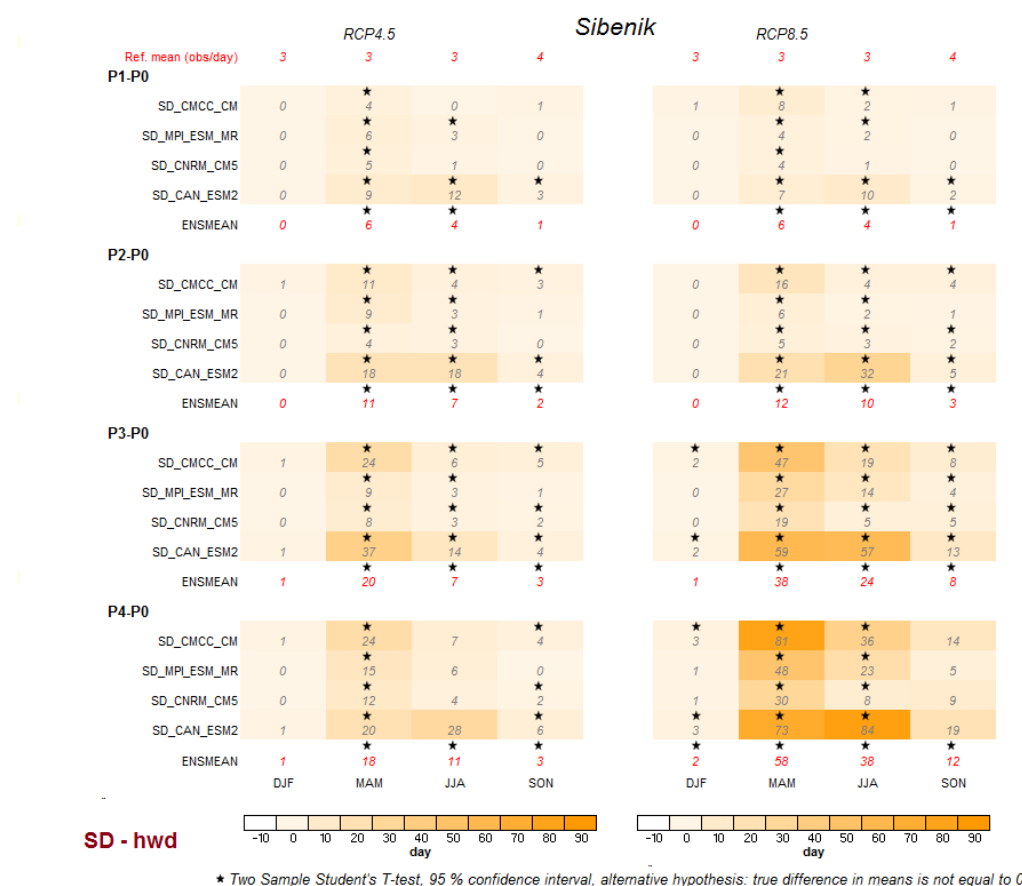 Sibenik
RCP4.5 RCP8.5
Ref. mean (obs/day) 3 3 3 4 3 3 3 4
P1-P0
★ ★ ★
SD_CMCC_CM 0 4 0 1 1 8 2 1
★ ★ ★ ★
SD_MPI_ESM_MR 0 6 3 0 0 4 2 0
★ ★
SD_CNRM_CM5 0 5 1 0 0 4 1 0
★ ★ ★ ★ ★ ★
SD_CAN_ESM2 0 9 12 3 0 7 10 2
★ ★ ★ ★ ★
ENSMEAN 0 6 4 1 0 6 4 1
P2-P0
★ ★ ★ ★ ★ ★
SD_CMCC_CM 1 11 4 3 0 16 4 4
★ ★ ★ ★
SD_MPI_ESM_MR 0 9 3 1 0 6 2 1
★ ★ ★ ★ ★
SD_CNRM_CM5 0 4 3 0 0 5 3 2
★ ★ ★ ★ ★ ★
SD_CAN_ESM2 0 18 18 4 0 21 32 5
★ ★ ★ ★ ★ ★
ENSMEAN 0 11 7 2 0 12 10 3
P3-P0
★ ★ ★ ★ ★ ★ ★
SD_CMCC_CM 1 24 6 5 2 47 19 8
★ ★ ★ ★ ★ ★
SD_MPI_ESM_MR 0 9 3 1 0 27 14 4
★ ★ ★ ★ ★ ★
SD_CNRM_CM5 0 8 3 2 0 19 5 5
★ ★ ★ ★ ★ ★ ★
SD_CAN_ESM2 1 37 14 4 2 59 57 13
★ ★ ★ ★ ★ ★
ENSMEAN 1 20 7 3 1 38 24 8
P4-P0
★ ★ ★ ★ ★
SD_CMCC_CM 1 24 7 4 3 81 36 14
★ ★ ★
SD_MPI_ESM_MR 0 15 6 0 1 48 23 5
★ ★ ★ ★
SD_CNRM_CM5 0 12 4 2 1 30 8 9
★ ★ ★ ★ ★
SD_CAN_ESM2 1 20 28 6 3 73 84 19
★ ★ ★ ★ ★ ★ ★
ENSMEAN 1 18 11 3 2 58 38 12
DJF MAM JJA SON DJF MAM JJA SON
SD - hwd
−10 0 10 20 30 40 50 60 70 80 90 −10 0 10 20 30 40 50 60 70 80 90
day day
★ Two Sample Student's T-test, 95 % confidence interval, alternative hypothesis: true difference in means is not equal to 0